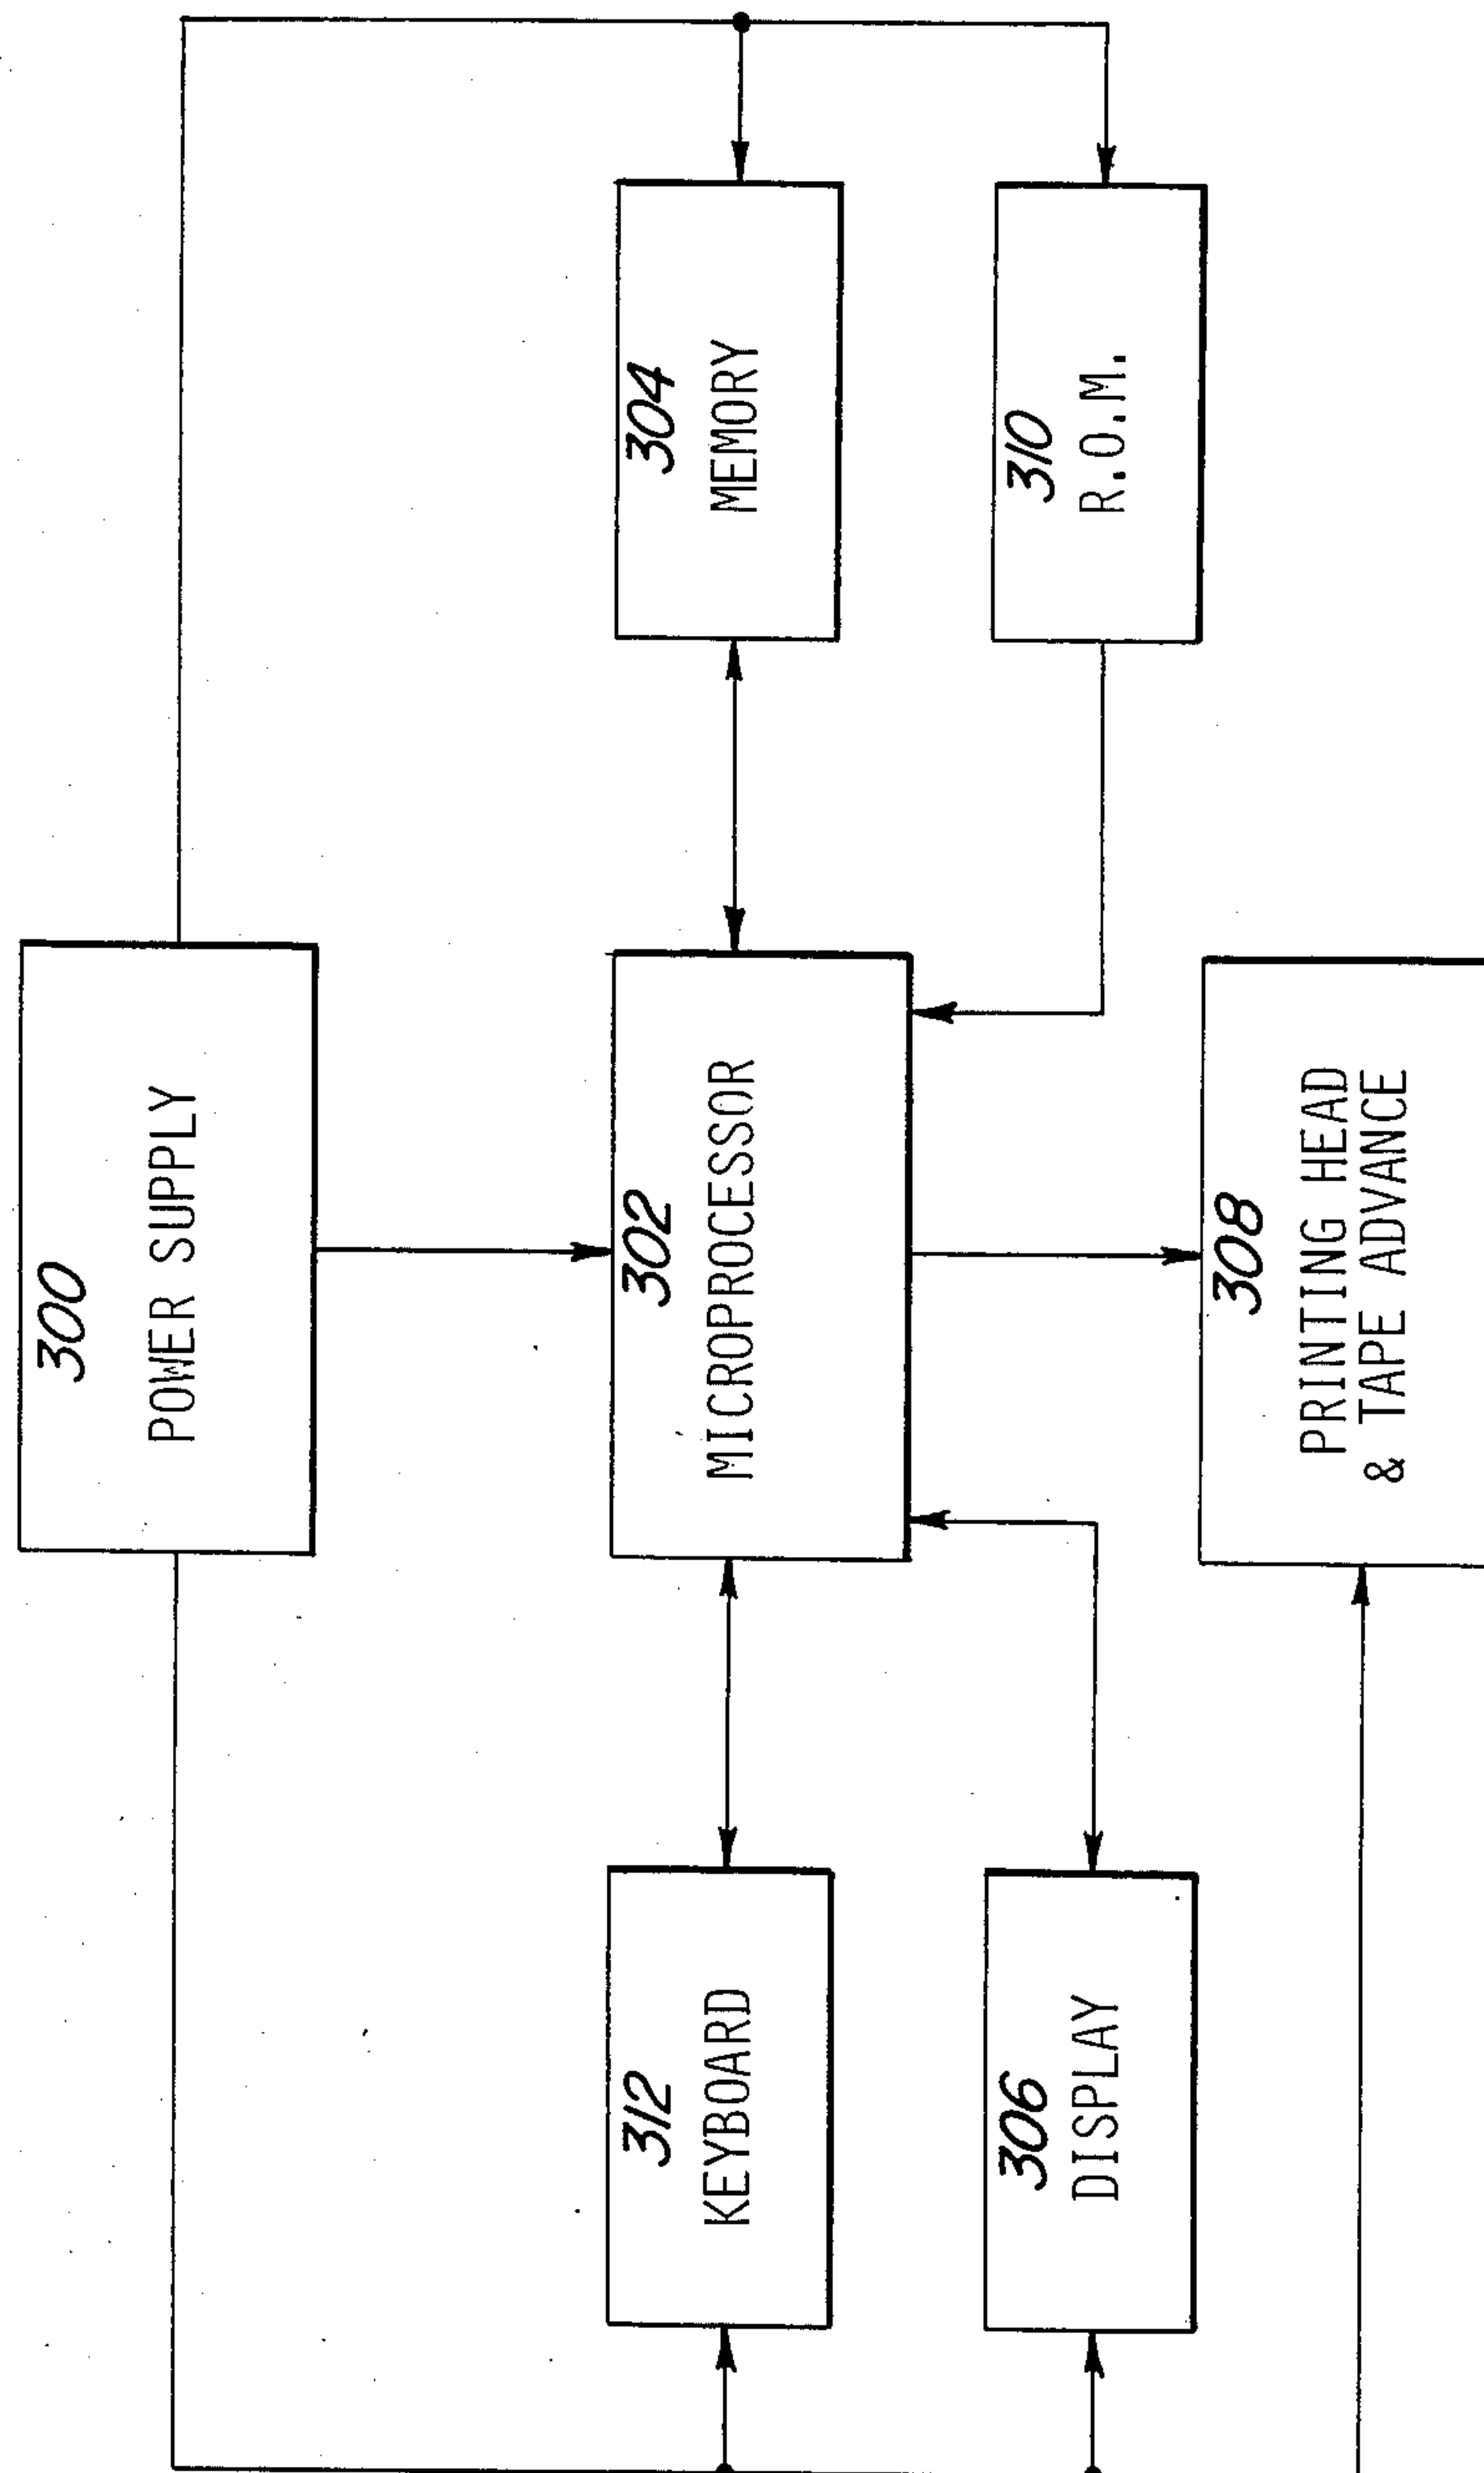 300
POWER SUPPLY
312
KEYBOARD
302
MICROPROCESSOR
304
MEMORY
306
DISPLAY
310
R.O.M.
308
PRINTING HEAD
& TAPE ADVANCE